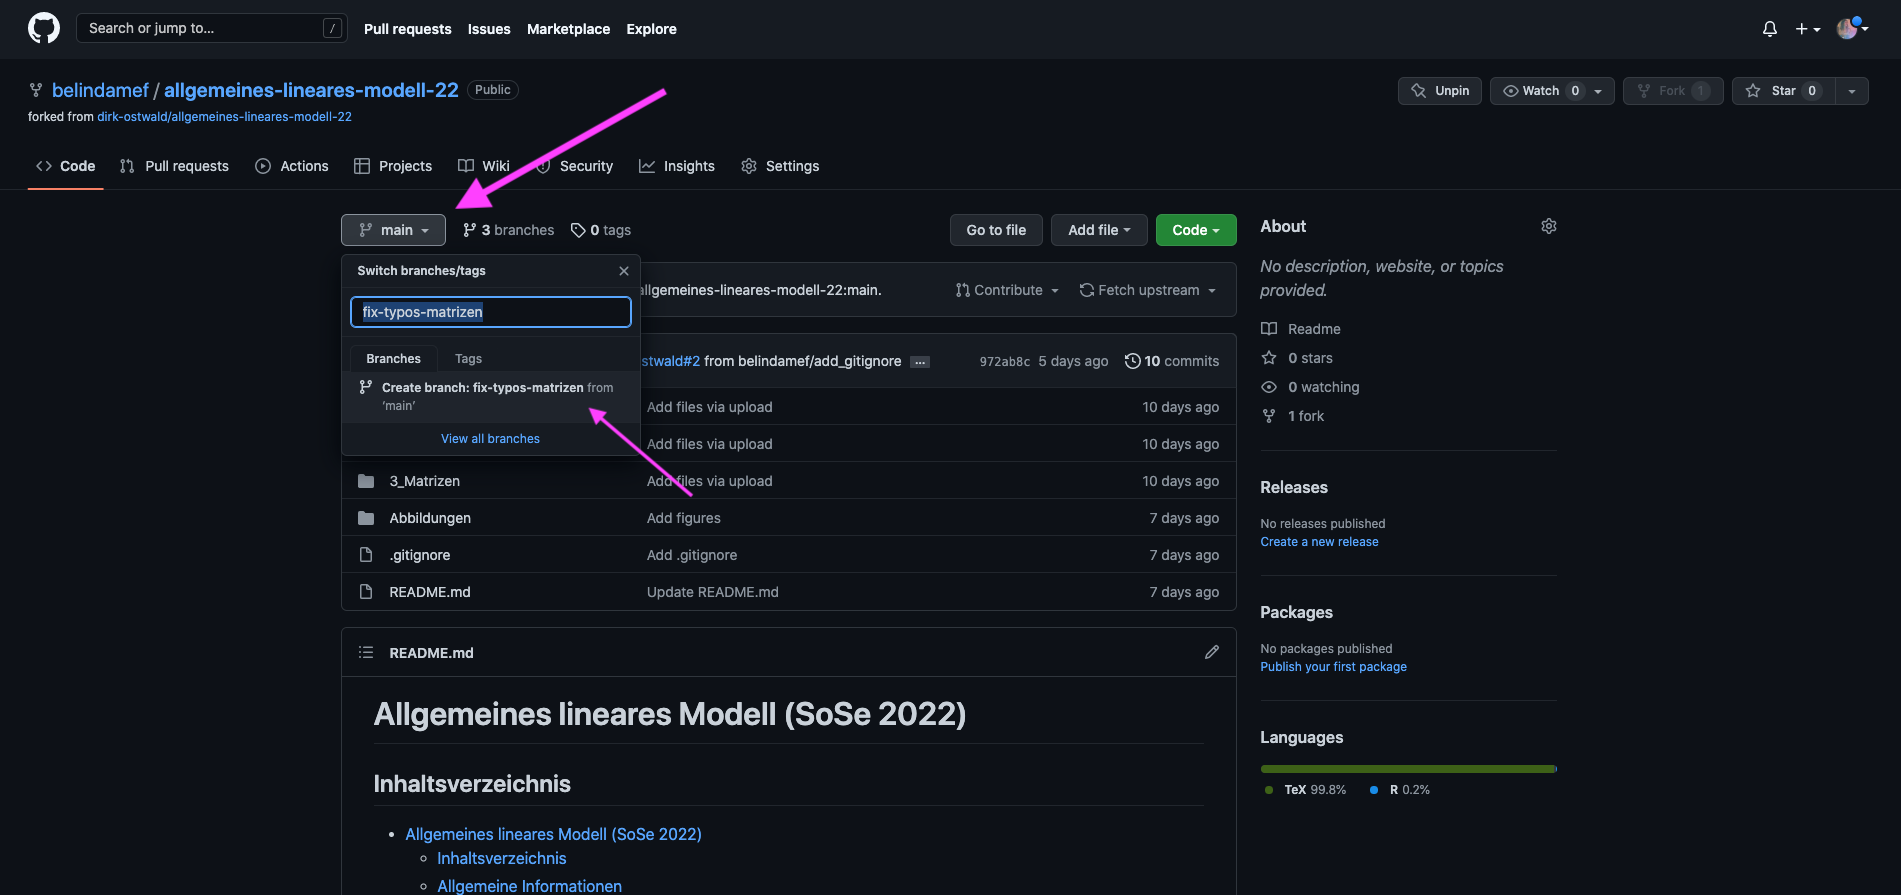 Search or jump to... /
Pull requests Issues Marketplace Explore
belindamef / allgemeines-lineares-modell-22 Public
Unpin Watch 0 Fork 1 Star 0
forked from dirk-ostwald/allgemeines-lineares-modell-22
Code Pull requests Actions Projects Wiki Security Insights Settings
main 3 branches 0 tags Go to file Add file Code
Switch branches/tags
fix-typos-matrizen
Branches Tags
Create branch: fix-typos-matrizen from
‘main’
View all branches
allgemeines-lineares-modell-22:main. Contribute Fetch upstream
stwald#2 from belindamef/add_gitignore ... 972ab8c 5 days ago 10 commits
Add files via upload 10 days ago
Add files via upload 10 days ago
3_Matrizen Add files via upload 10 days ago
Abbildungen Add figures 7 days ago
.gitignore Add .gitignore 7 days ago
README.md Update README.md 7 days ago
README.md
Allgemeines lineares Modell (SoSe 2022)
Inhaltsverzeichnis
• Allgemeines lineares Modell (SoSe 2022)
◦ Inhaltsverzeichnis
◦ Allgemeine Informationen
About
No description, website, or topics
provided.
Readme
0 stars
0 watching
1 fork
Releases
No releases published
Create a new release
Packages
No packages published
Publish your first package
Languages
TeX 99.8% R 0.2%